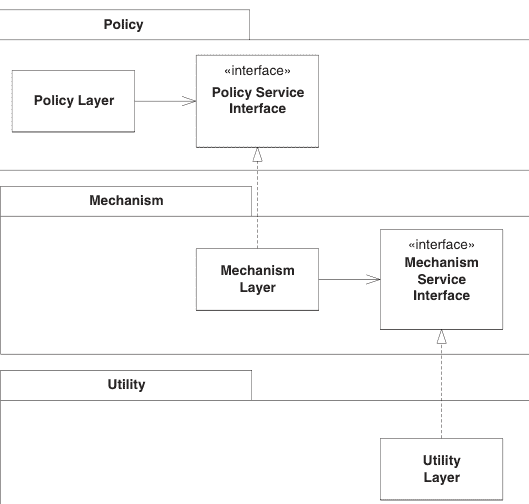 Policy
Policy Layer
«interface»
Policy Service
Interface
Mechanism
Mechanism
Layer
«interface»
Mechanism
Service
Interface
Utility
Utility
Layer